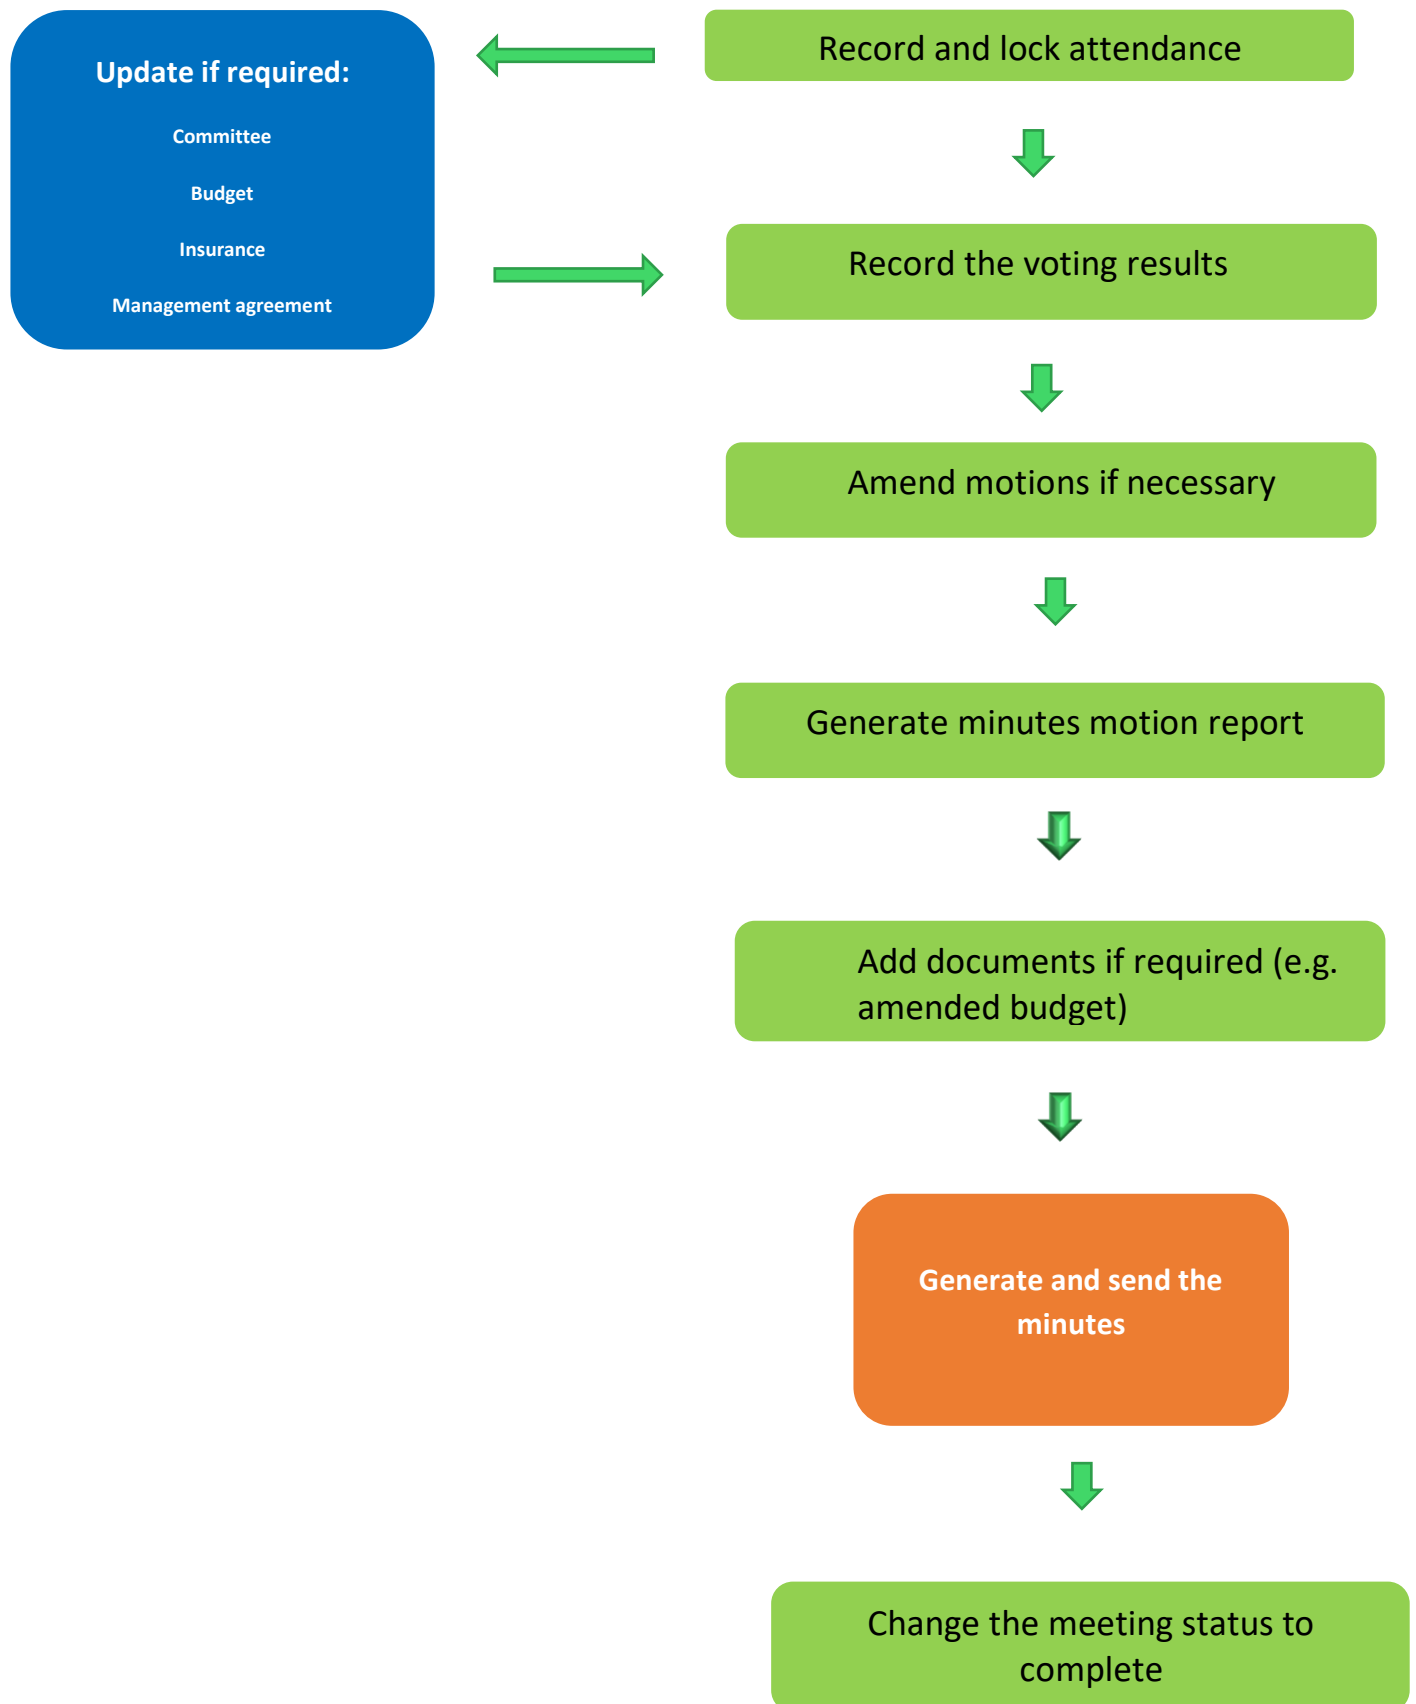 Update if required:
Committee
Budget
Insurance
Management agreement
Record and lock attendance
Record the voting results
Amend motions if necessary
Generate minutes motion report
Add documents if required (e.g.
amended budget)
Generate and send the
minutes
Change the meeting status to
complete